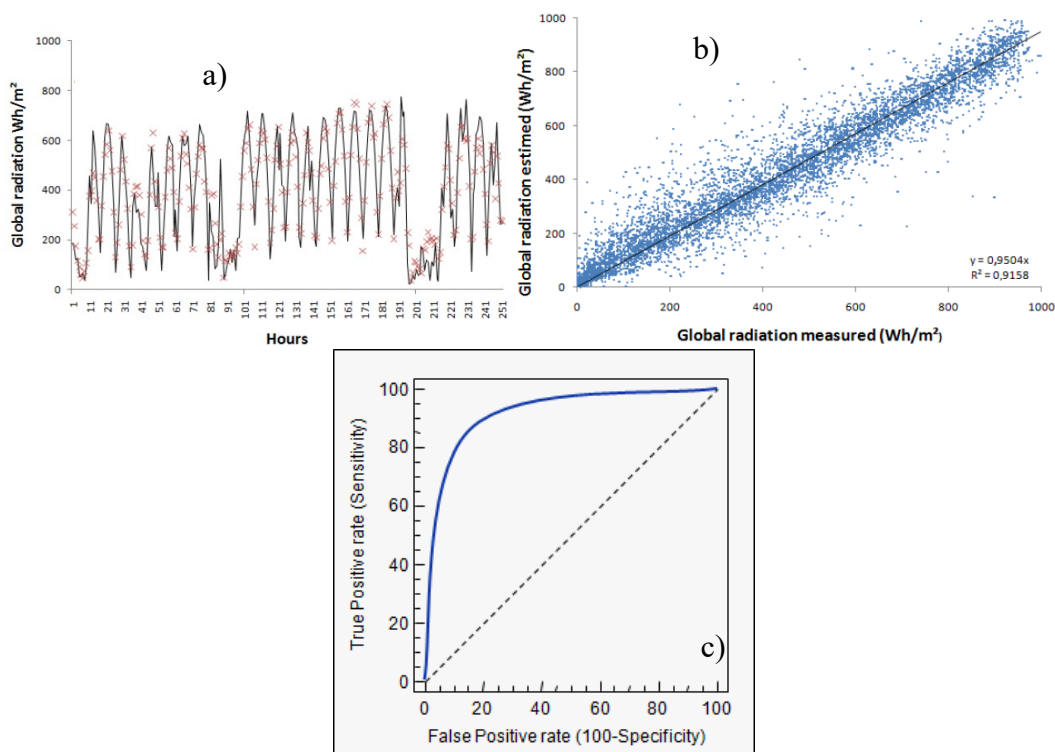 a)
Global radiation Wh/m²
1000
800
600
400
200
0
1 11 21 31 41 51 61 71 81 91 101 111 121 131 141 151 161 171 181 191 201 211 221 231 241 251
Hours
b)
Global radiation estimed (Wh/m²)
1000
800
600
400
200
0
y = 0,9504x
R² = 0,9158
0 200 400 600 800 1000
Global radiation measured (Wh/m²)
c)
True Positive rate (Sensitivity)
100
80
60
40
20
0
0 20 40 60 80 100
False Positive rate (100-Specificity)